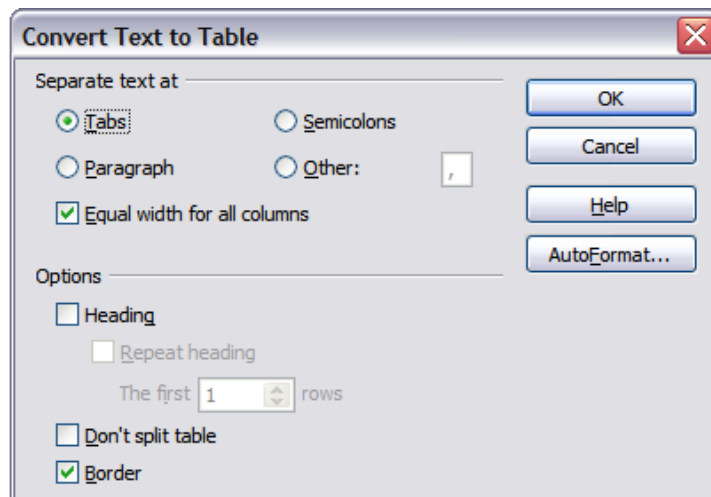 Convert Text to Table
Separate text at
Tabs
Semicolons
Paragraph
Other:
,
Equal width for all columns
OK
Cancel
Help
AutoFormat...
Options
Heading
Repeat heading
The first 1 rows
Don't split table
Border